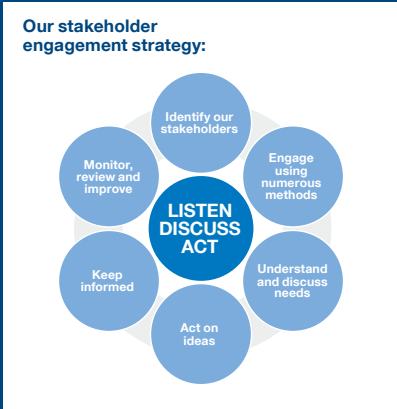 Our stakeholder
engagement strategy:
Identify our
stakeholders
Engage
using
numerous
methods
Understand
and discuss
needs
Act on
ideas
Keep
informed
Monitor,
review and
improve
LISTEN
DISCUSS
ACT